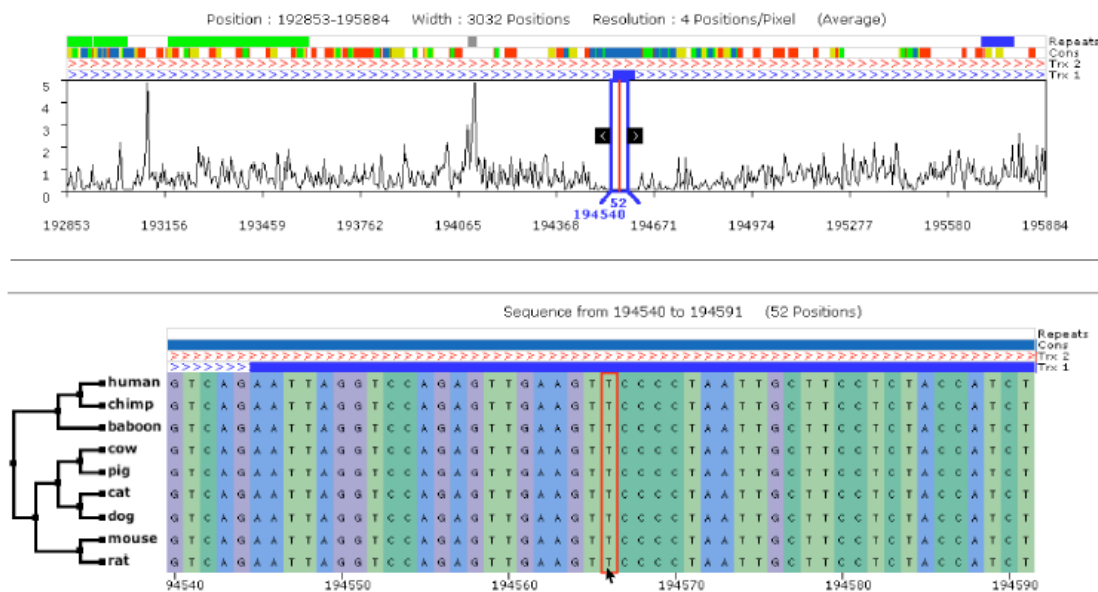 Position : 192853-195884 Width : 3032 Positions Resolution : 4 Positions/Pixel (Average)
Repeats
Cons
Trx 2
Trx 1
5
4
3
2
1
0
< >
52
194540
192853 193156 193459 193762 194065 194368 194671 194974 195277 195580 195884
Sequence from 194540 to 194591 (52 Positions)
Repeats
Cons
Trx 2
Trx 1
human G T C A G A A T T A G G T C C A G A G T T G A A G T T C C C C T A A T T G C T T C C T C T A C C A T C T
chimp G T C A G A A T T A G G T C C A G A G T T G A A G T T C C C C T A A T T G C T T C C T C T A C C A T C T
baboon G T C A G A A T T A G G T C C A G A G T T G A A G T T C C C C T A A T T G C T T C C T C T A C C A T C T
cow G T C A G A A T T A G G T C C A G A G T T G A A G T T C C C C T A A T T G C T T C C T C T A C C A T C T
pig G T C A G A A T T A G G T C C A G A G T T G A A G T T C C C C T A A T T G C T T C C T C T A C C A T C T
cat G T C A G A A T T A G G T C C A G A G T T G A A G T T C C C C T A A T T G C T T C C T C T A C C A T C T
dog G T C A G A A T T A G G T C C A G A G T T G A A G T T C C C C T A A T T G C T T C C T C T A C C A T C T
mouse G T C A G A A T T A G G T C C A G A G T T G A A G T T C C C C T A A T T G C T T C C T C T A C C A T C T
rat G T C A G A A T T A G G T C C A G A G T T G A A G T T C C C C T A A T T G C T T C C T C T A C C A T C T
94540 194550 194560 194570 194580 194590